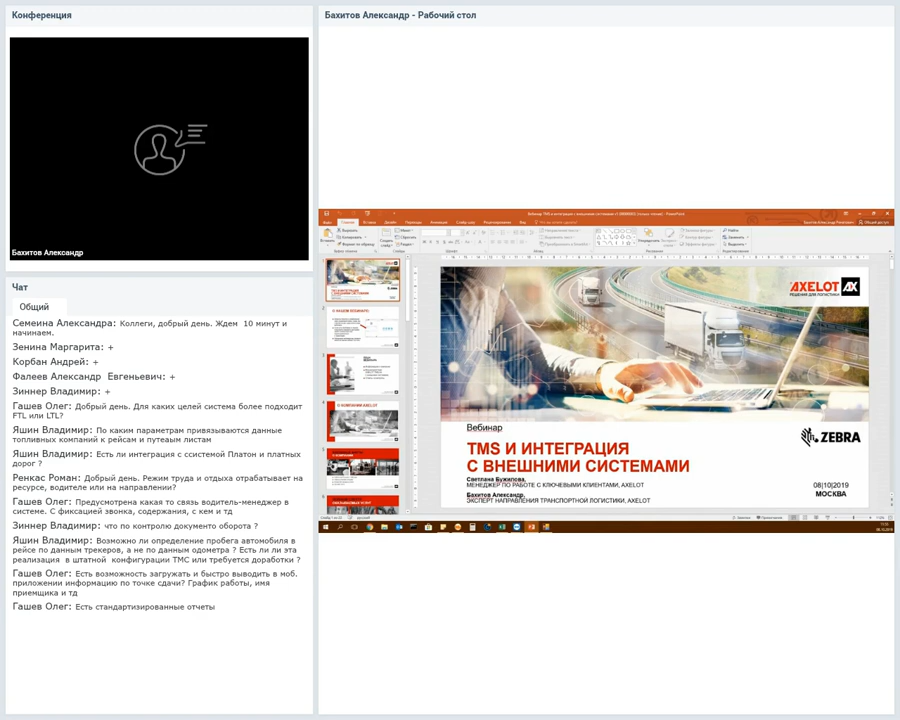 Конференция
Бахитов Александр
Чат
Общий
Семеина Александра: Коллеги, добрый день. Ждем 10 минут и
начинаем.
Зенина Маргарита: +
Корбан Андрей: +
Фалеев Александр Евгеньевич: +
Зиннер Владимир: +
Гашев Олег: Добрый день. Для каких целей система более подходит
FTL или LTL?
Яшин Владимир: По каким параметрам привязываются данные
топливных компаний к рейсам и путеаым листам
Яшин Владимир: Есть ли интеграция с ссистемой Платон и платных
дорог ?
Ренкас Роман: Добрый день. Режим труда и отдыха отрабатывает на
ресурсе, водителе или на направлении?
Гашев Олег: Предусмотрена какая то связь водитель-менеджер в
системе. С фиксацией звонка, содержания, с кем и тд
Зиннер Владимир: что по контролю документо оборота ?
Яшин Владимир: Возможно ли определение пробега автомобиля в
рейсе по данным трекеров, а не по данным одометра ? Есть ли ли эта
реализация в штатной конфигурации ТМС или требуется доработки ?
Гашев Олег: Есть возможность загружать и быстро выводить в моб.
приложении информацию по точке сдачи? График работы, имя
приемщика и тд
Гашев Олег: Есть стандартизированные отчеты
Бахитов Александр - Рабочий стол
AXELOT
РЕШЕНИЯ ДЛЯ ЛОГИСТИКИ
Вебинар
TMS И ИНТЕГРАЦИЯ
С ВНЕШНИМИ СИСТЕМАМИ
Светлана Бужилова,
МЕНЕДЖЕР ПО РАБОТЕ С КЛЮЧЕВЫМИ КЛИЕНТАМИ, AXELOT
Бахитов Александр,
ЭКСПЕРТ НАПРАВЛЕНИЯ ТРАНСПОРТНОЙ ЛОГИСТИКИ, AXELOT
ZEBRA
08|10|2019
МОСКВА